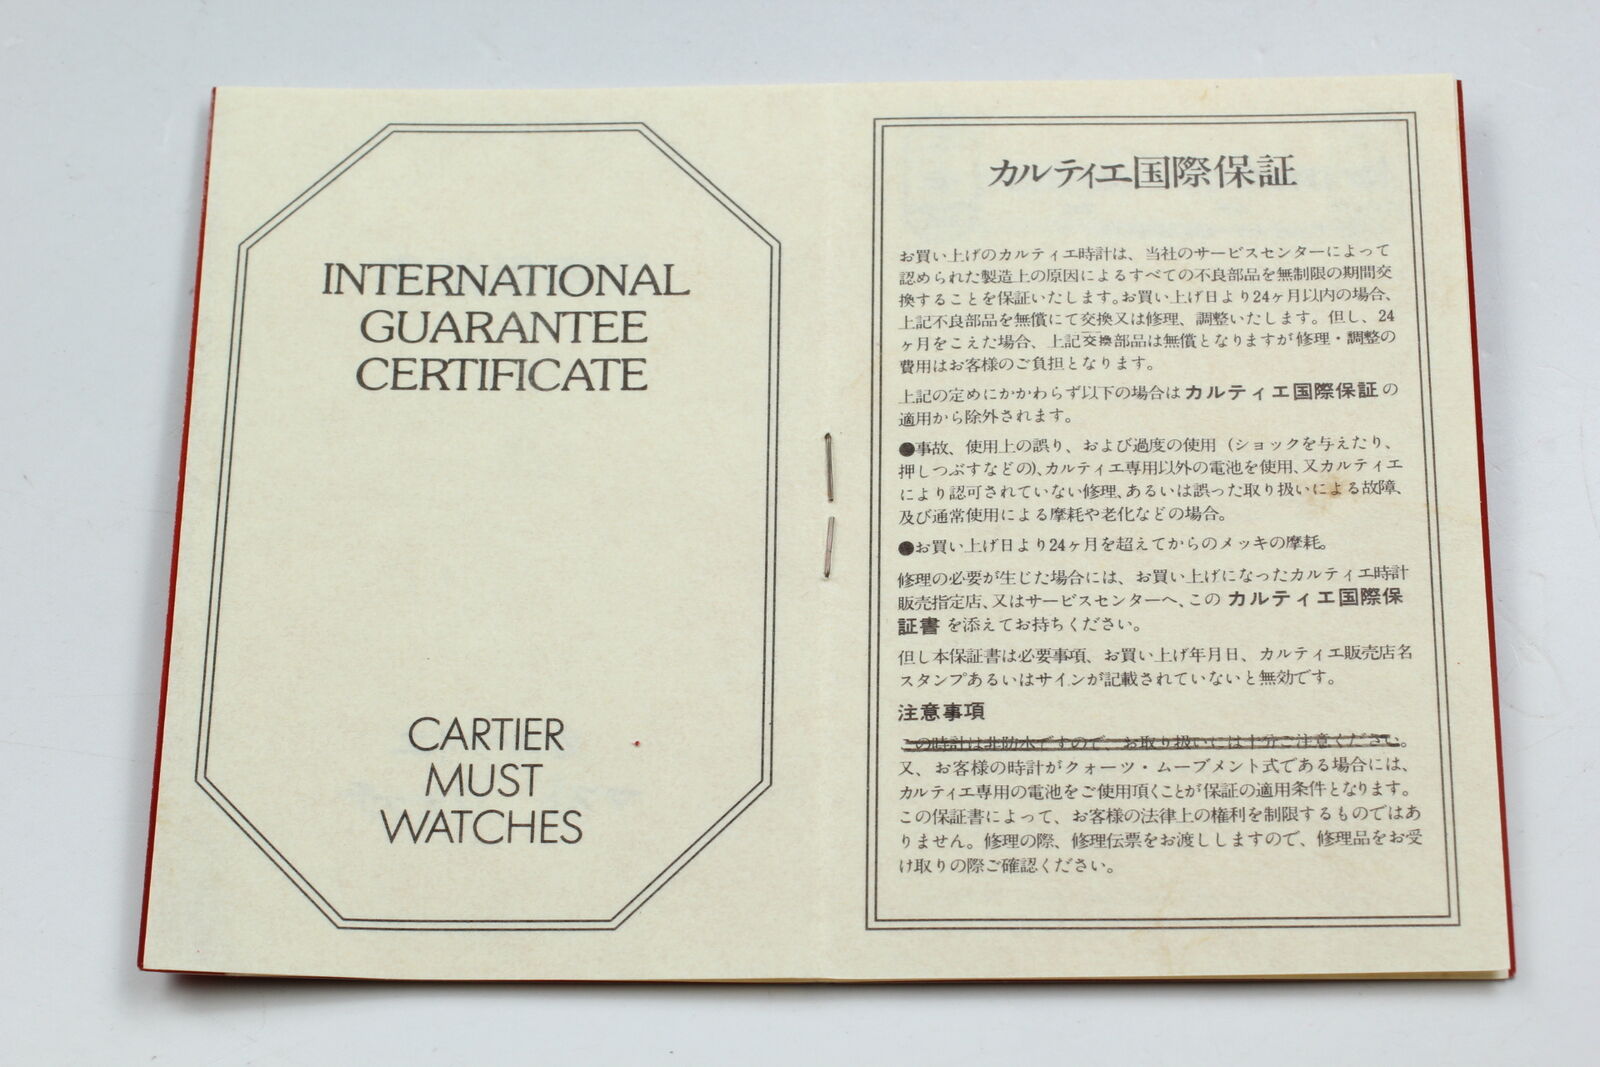 INTERNATIONAL
GUARANTEE
CERTIFICATE
CARTIER
MUST
WATCHES
カルティエ国際保証
お買い上げのカルティエ時計は、当社のサービスセンターによって
認められた製造上の原因によるすべての不良部品を無制限の期間交
換することを保証いたします。お買い上げ日より24ヶ月以内の場合、
上記不良部品を無償にて交換又は修理、調整いたします。但し、24
ヶ月をこえた場合、上記交換部品は無償となりますが修理・調整の
費用はお客様のご負担となります。
上記の定めにかかわらず以下の場合はカルティエ国際保証の
適用から除外されます。
●事故、使用上の誤り、および過度の使用（ショックを与えたり、
押しつぶすなどの）、カルティエ専用以外の電池を使用、又カルティエ
により認可されていない修理、あるいは誤った取り扱いによる故障、
及び通常使用による摩耗や老化などの場合。
●お買い上げ日より24ヶ月を超えてからのメッキの摩耗。
修理の必要が生じた場合には、お買い上げになったカルティエ時計
販売指定店、又はサービスセンターへ、このカルティエ国際保
証書を添えてお持ちください。
但し本保証書は必要事項、お買い上げ年月日、カルティエ販売店名
スタンプあるいはサインが記載されていないと無効です。
注意事項
この時計は非防水ですので、お取り扱いには十分ご注意ください。
又、お客様の時計がクォーツ・ムーブメント式である場合には、
カルティエ専用の電池をご使用頂くことが保証の適用条件となります。
この保証書によって、お客様の法律上の権利を制限するものではあ
りません。修理の際、修理伝票をお渡ししますので、修理品をお受
け取りの際ご確認ください。